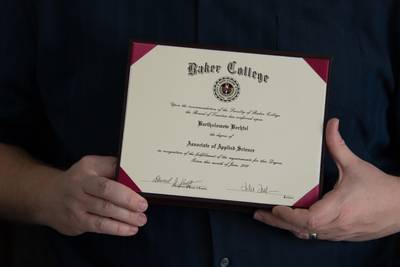 Baker College
Upon the recommendation of the Faculty of Baker College
the Board of Trustees has conferred upon
Bartholomew Bechtel
the degree of
Associate of Applied Science
in recognition of the fulfillment of the requirements for this Degree.
Given this month of June,